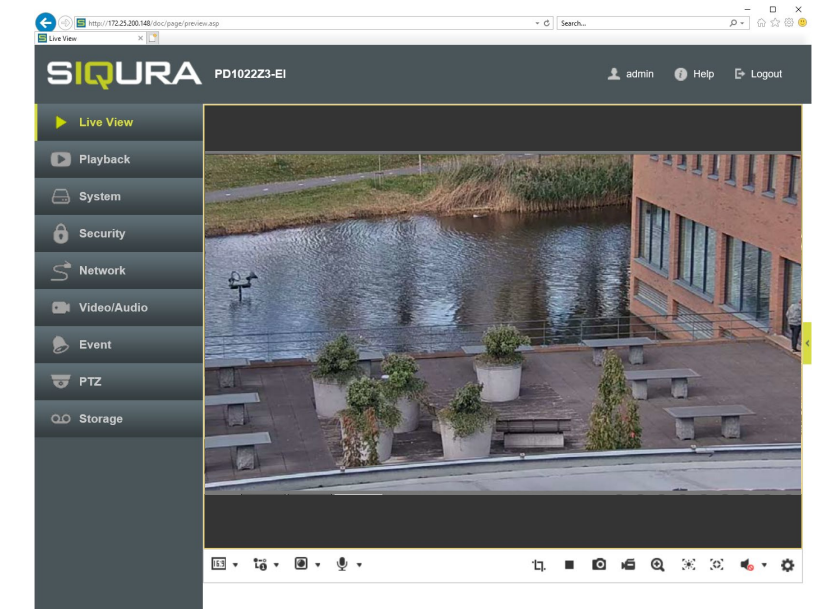 http://172.25.200.148/doc/page/preview.asp
Search...
Live View
SIQURA PD1022Z3-EI
admin
Help
Logout
Live View
Playback
System
Security
Network
Video/Audio
Event
PTZ
Storage
16:9